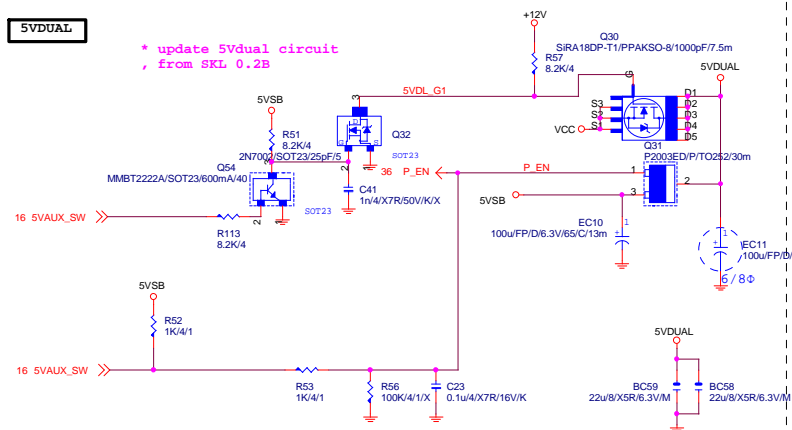 5VDUAL
* update 5Vdual circuit
, from SKL 0.2B
+12V
Q30
SiRA18DP-T1/PPAKSO-8/1000pF/7.5m
R57
8.2K/4
5VDL_G1
G
5VDUAL
D1
D2
D3
D4
D5
S3
S2
S1
VCC
5VSB
R51
8.2K/4
2N7002/SOT23/25pF/5
3
D
G
S
Q32
SOT23
2
1
Q54
MMBT2222A/SOT23/600mA/40
SOT23
2
1
C41
1n/4/X7R/50V/K/X
36 P_EN
P_EN
Q31
P2003ED/P/TO252/30m
1
2
3
5VSB
16 5VAUX_SW
R113
8.2K/4
EC10
100u/FP/D/6.3V/65/C/13m
1
+
1
+
EC11
100u/FP/D/
6/8Φ
5VSB
R52
1K/4/1
16 5VAUX_SW
R53
1K/4/1
R56
100K/4/1/X
C23
0.1u/4/X7R/16V/K
5VDUAL
BC59
22u/8/X5R/6.3V/M
BC58
22u/8/X5R/6.3V/M